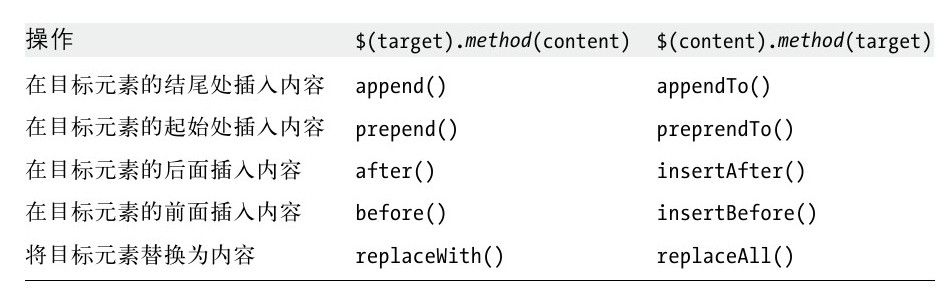 操作 $(target).method(content) $(content).method(target)
在目标元素的结尾处插入内容 append() appendTo()
在目标元素的起始处插入内容 prepend() preprendTo()
在目标元素的后面插入内容 after() insertAfter()
在目标元素的前面插入内容 before() insertBefore()
将目标元素替换为内容 replaceWith() replaceAll()